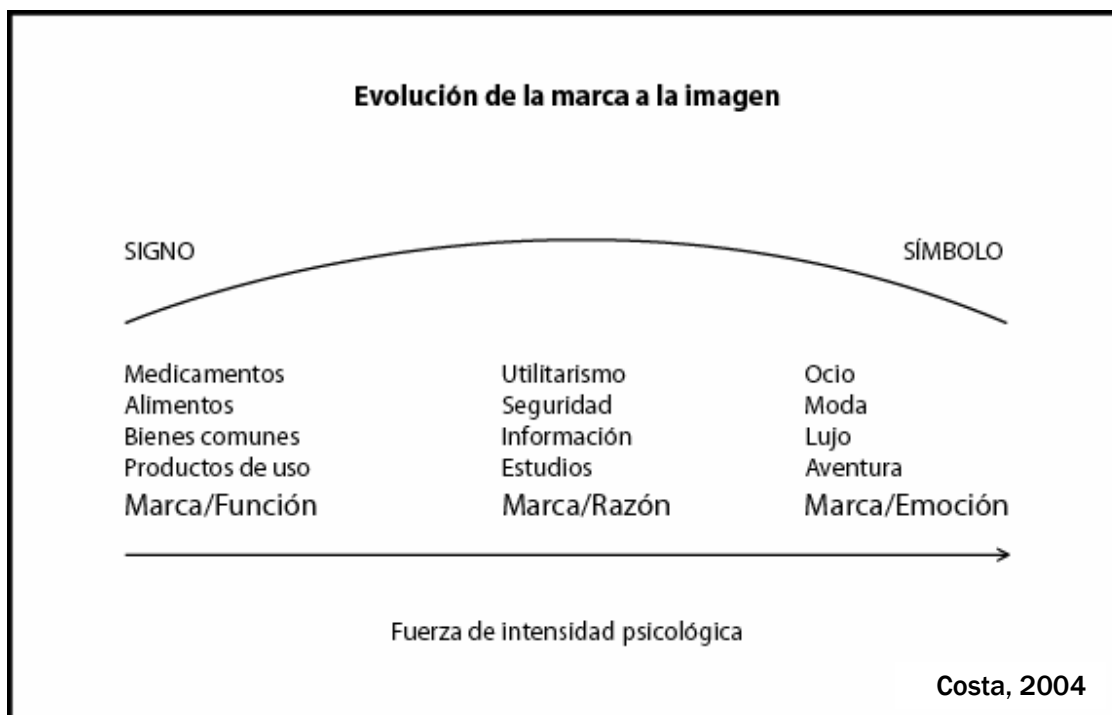 Evolución de la marca a la imagen
SIGNO
SÍMBOLO
Medicamentos
Alimentos
Bienes comunes
Productos de uso
Marca/Función
Utilitarismo
Seguridad
Información
Estudios
Marca/Razón
Ocio
Moda
Lujo
Aventura
Marca/Emoción
Fuerza de intensidad psicológica
Costa, 2004